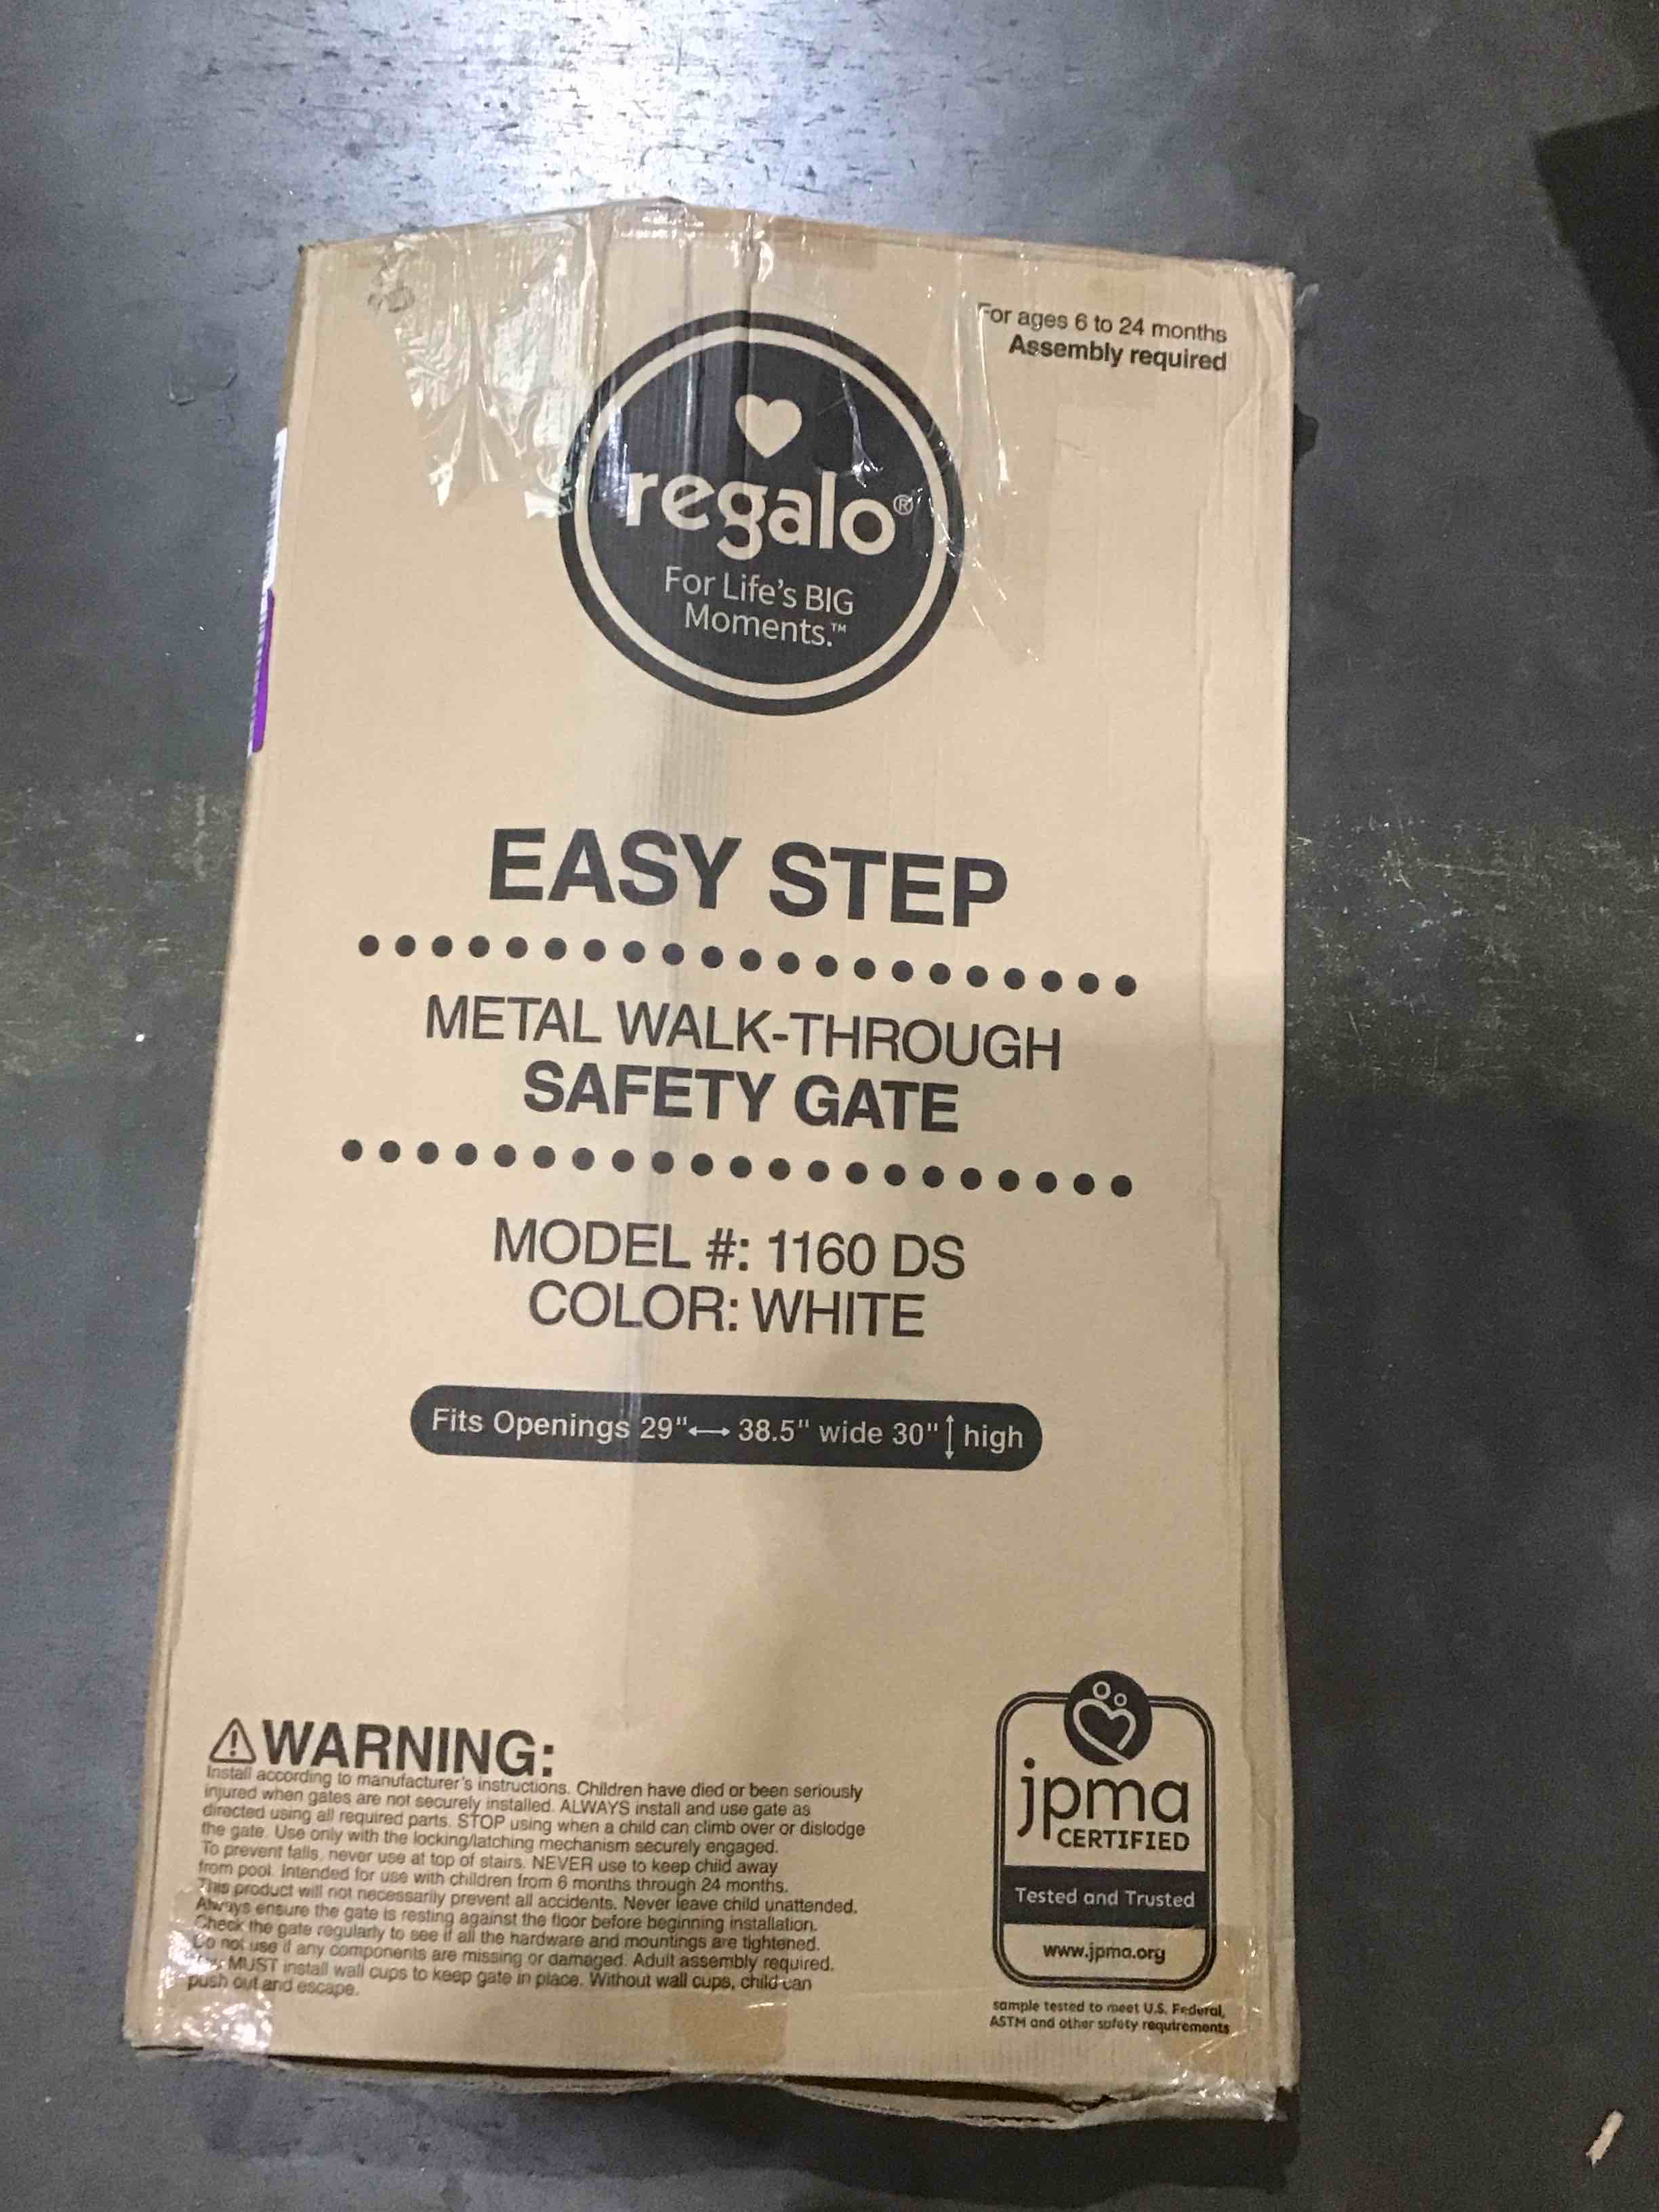 For ages 6 to 24 months
Assembly required
regalo®
For Life's BIG
Moments.™
EASY STEP
METAL WALK-THROUGH
SAFETY GATE
MODEL #: 1160 DS
COLOR: WHITE
Fits Openings 29"↔ 38.5" wide 30"↕ high
⚠WARNING:
Install according to manufacturer's instructions. Children have died or been seriously
injured when gates are not securely installed. ALWAYS install and use gate as
directed using all required parts. STOP using when a child can climb over or dislodge
the gate. Use only with the locking/latching mechanism securely engaged.
To prevent falls, never use at top of stairs. NEVER use to keep child away
from pool. Intended for use with children from 6 months through 24 months.
This product will not necessarily prevent all accidents. Never leave child unattended.
Always ensure the gate is resting against the floor before beginning installation.
Check the gate regularly to see if all the hardware and mountings are tightened.
Do not use if any components are missing or damaged. Adult assembly required.
MUST install wall cups to keep gate in place. Without wall cups, child can
push out and escape.
jpma
CERTIFIED
Tested and Trusted
www.jpma.org
sample tested to meet U.S. Federal,
ASTM and other safety requirements